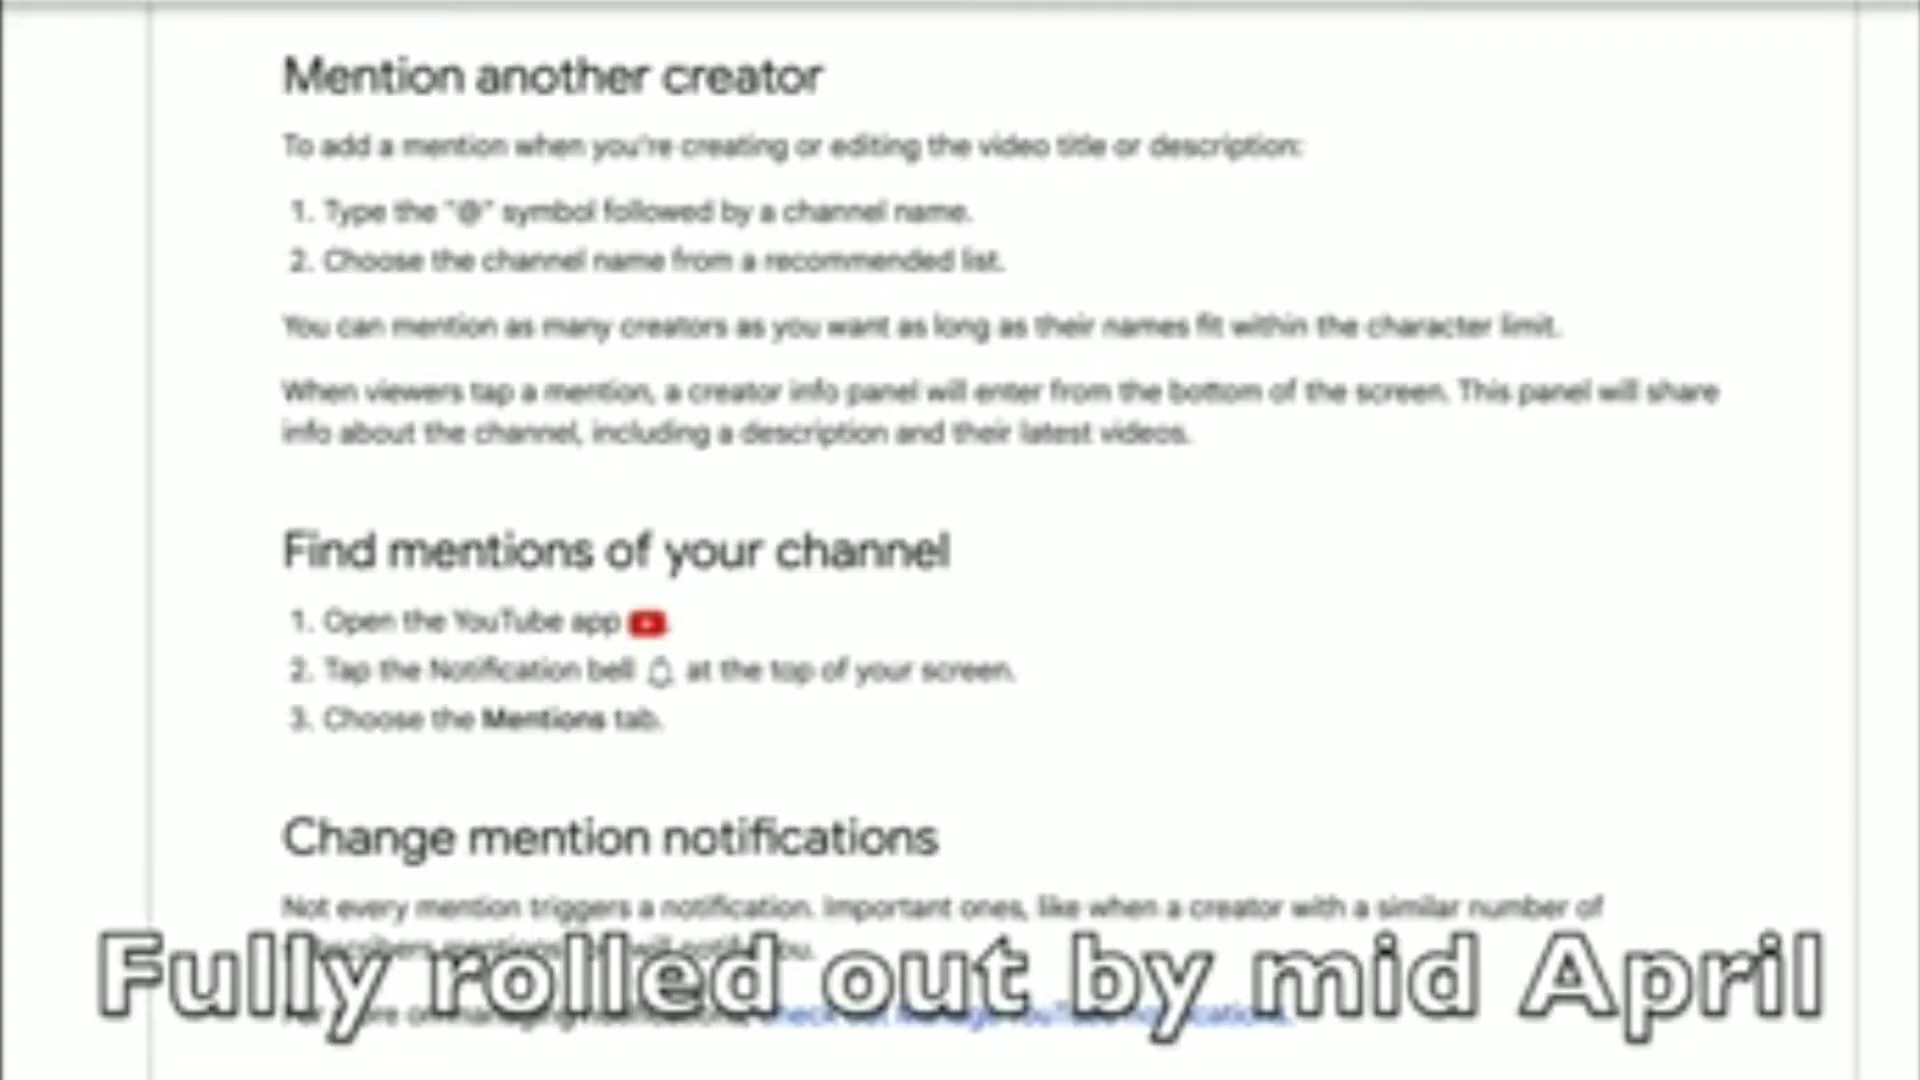 Mention another creator
To add a mention when you're creating or editing the video title or description:
1. Type the "@" symbol followed by a channel name.
2. Choose the channel name from a recommended list.
You can mention as many creators as you want as long as their names fit within the character limit.
When viewers tap a mention, a creator info panel will enter from the bottom of the screen. This panel will share
info about the channel, including a description and their latest videos.
Find mentions of your channel
1. Open the YouTube app
2. Tap the Notification bell at the top of your screen.
3. Choose the Mentions tab.
Change mention notifications
Not every mention triggers a notification. Important ones, like when a creator with a similar number of
Fully rolled out by mid April